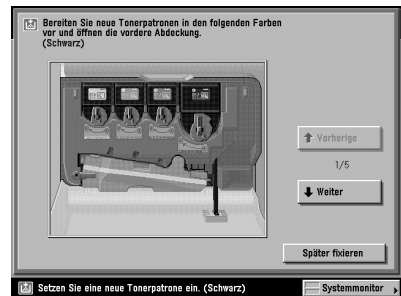 Bereiten Sie neue Tonerpatronen in den folgenden Farben
vor und öffnen die vordere Abdeckung.
(Schwarz)
Vorherige
1/5
Weiter
Später fixieren
Setzen Sie eine neue Tonerpatrone ein. (Schwarz)
Systemmonitor